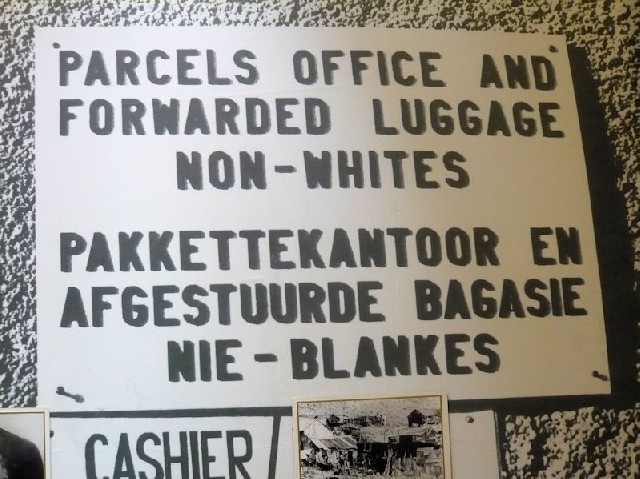 PARCELS OFFICE AND
FORWARDED LUGGAGE
NON-WHITES
PAKKETTEKANTOOR EN
AFGESTUURDE BAGASIE
NIE-BLANKES
CASHIER